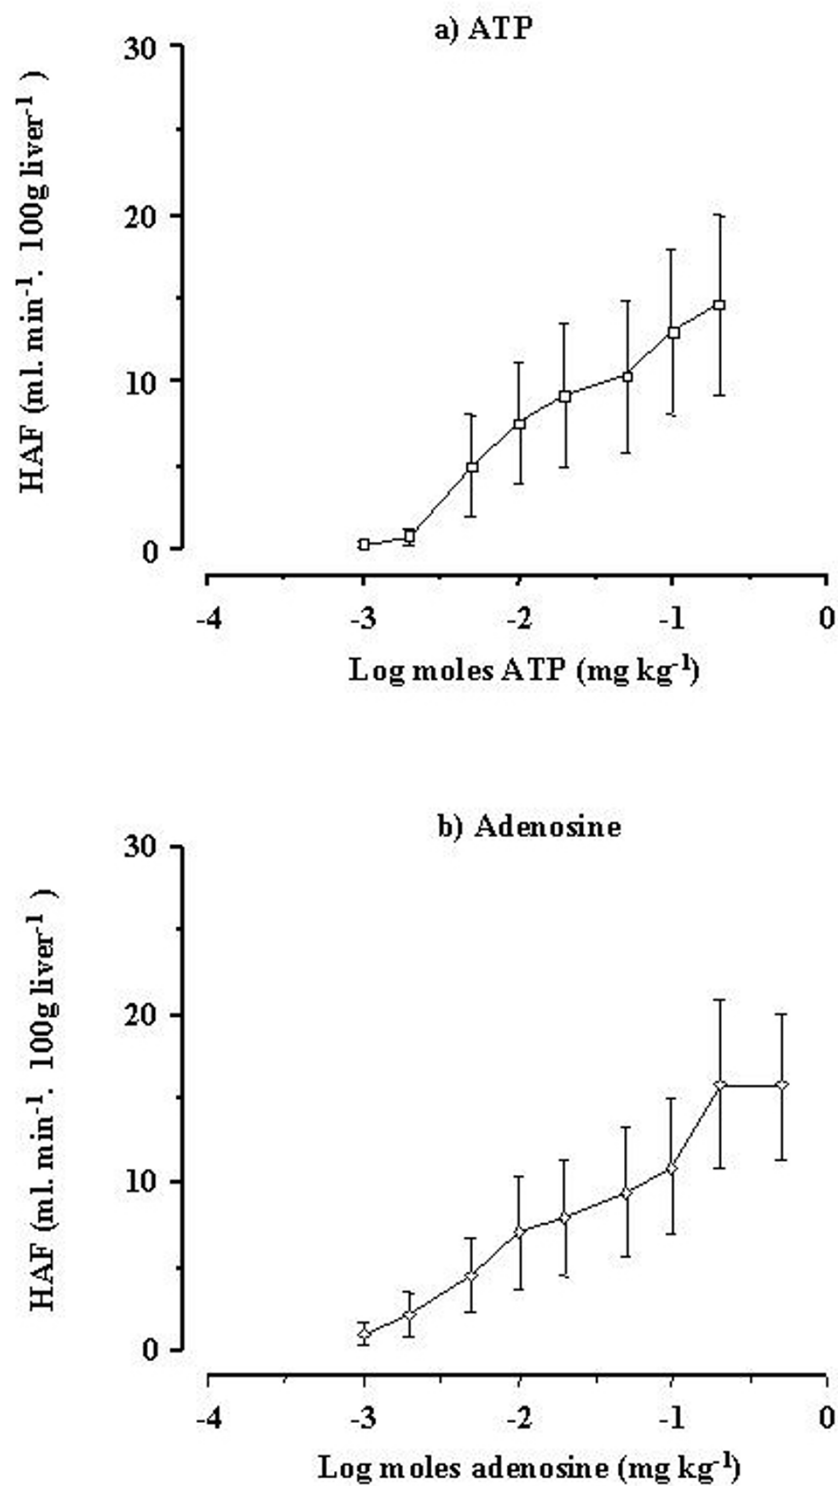 a) ATP
HAF (ml. min⁻¹. 100g liver⁻¹ )
30
20
10
0
-4 -3 -2 -1 0
Log moles ATP (mg kg⁻¹)
b) Adenosine
HAF (ml. min⁻¹. 100g liver⁻¹ )
30
20
10
0
-4 -3 -2 -1 0
Log moles adenosine (mg kg⁻¹)